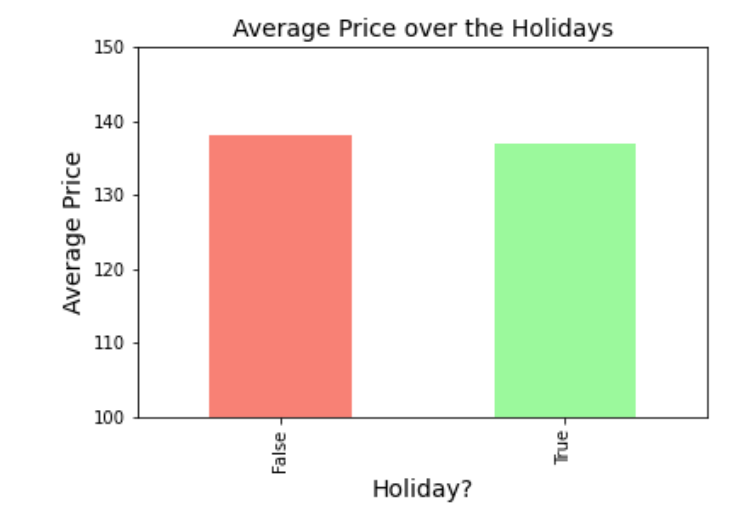 Average Price over the Holidays
150
140
130
120
110
100
Average Price
False
True
Holiday?